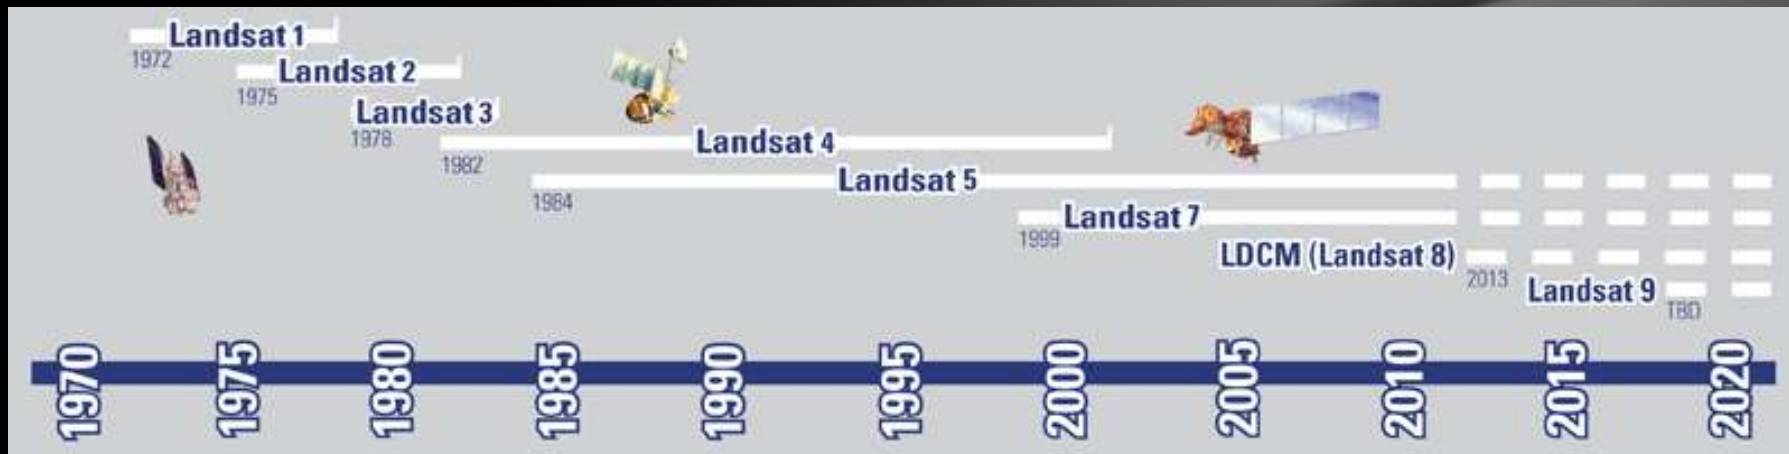 Landsat 1
1972
Landsat 2
1975
Landsat 3
1978
Landsat 4
1982
Landsat 5
1984
Landsat 7
1999
LDCM (Landsat 8)
2013
Landsat 9
TBD
1970
1975
1980
1985
1990
1995
2000
2005
2010
2015
2020